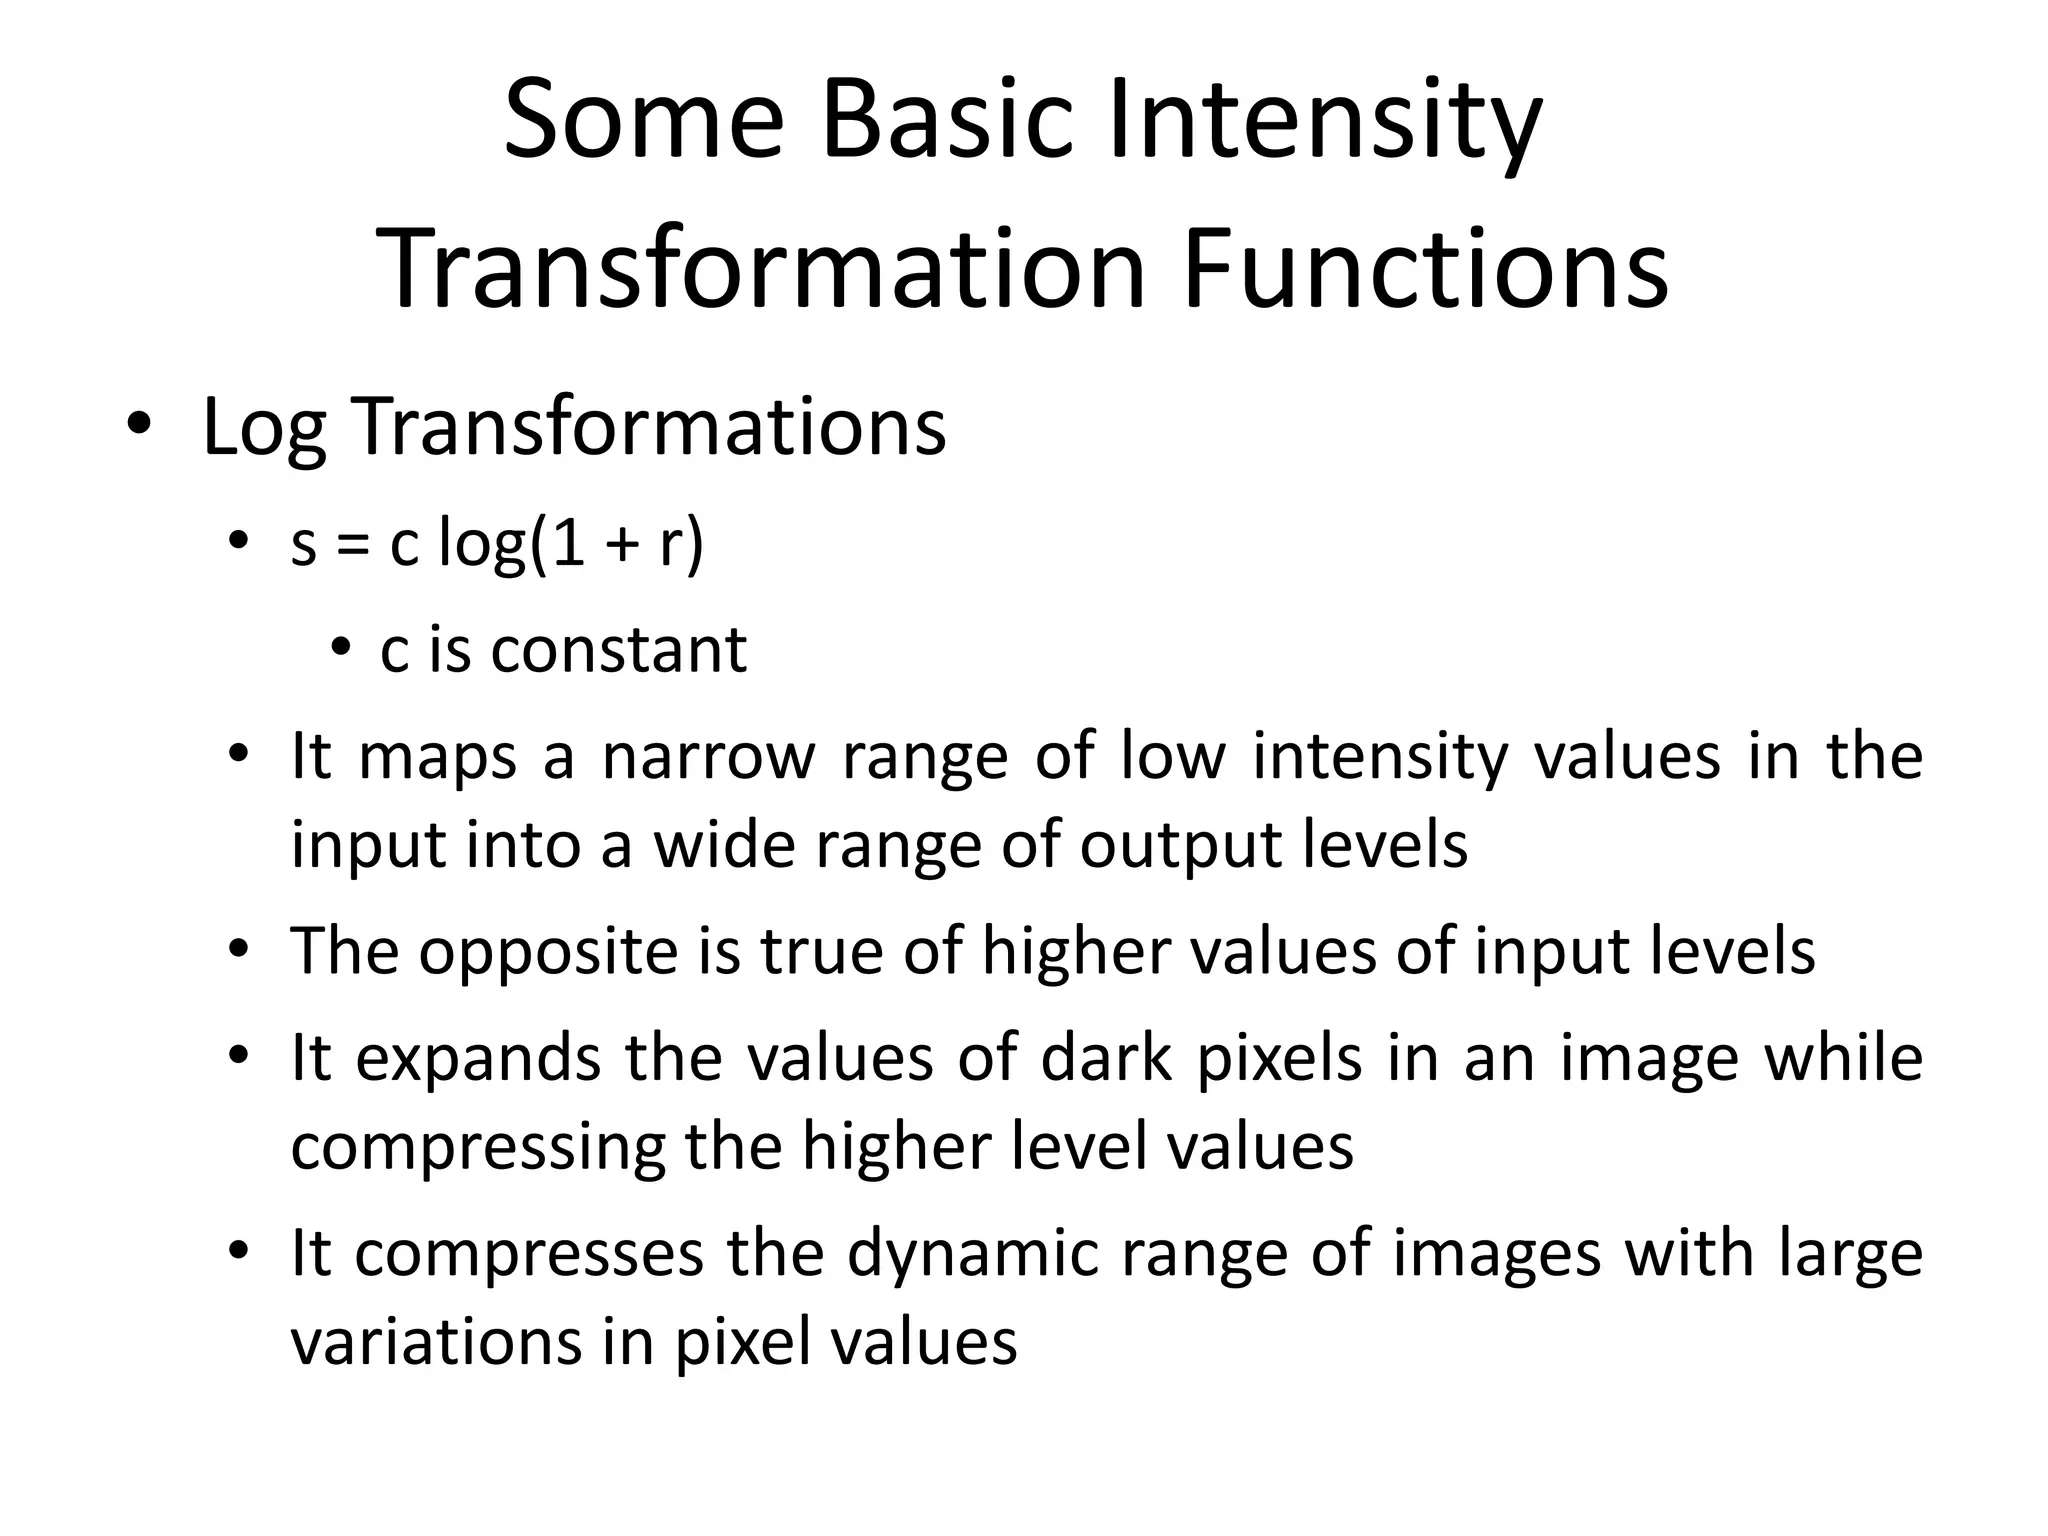 Some Basic Intensity
Transformation Functions
• Log Transformations
• s = c log(1 + r)
• c is constant
• It maps a narrow range of low intensity values in the
input into a wide range of output levels
• The opposite is true of higher values of input levels
• It expands the values of dark pixels in an image while
compressing the higher level values
• It compresses the dynamic range of images with large
variations in pixel values